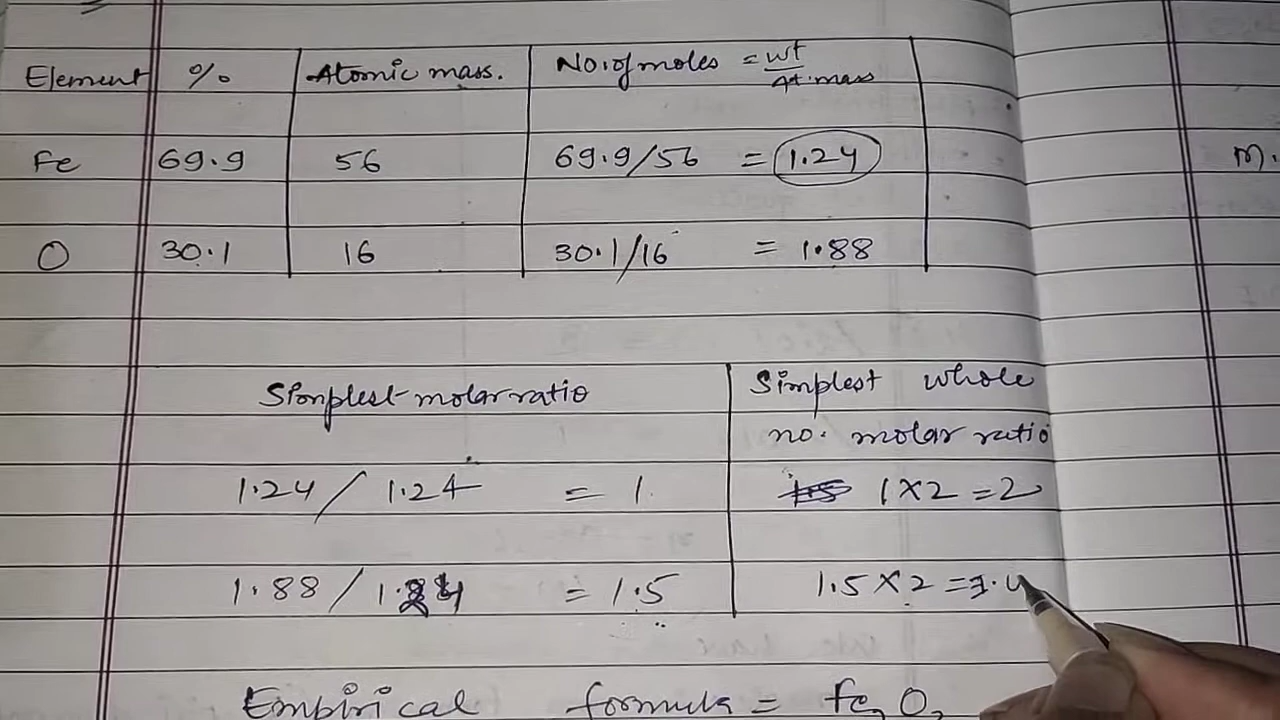 Element % Atomic mass. No. of moles = wt / At. mass
Fe 69.9 56 69.9/56 = 1.24
M.
O 30.1 16 30.1/16 = 1.88
Simplest molar ratio
Simplest whole
no. molar ratio
1.24 / 1.24 = 1.
1×2 = 2
1.88 / 1.24 = 1.5
1.5×2 = 3.
Empirical formula = Fe2O3